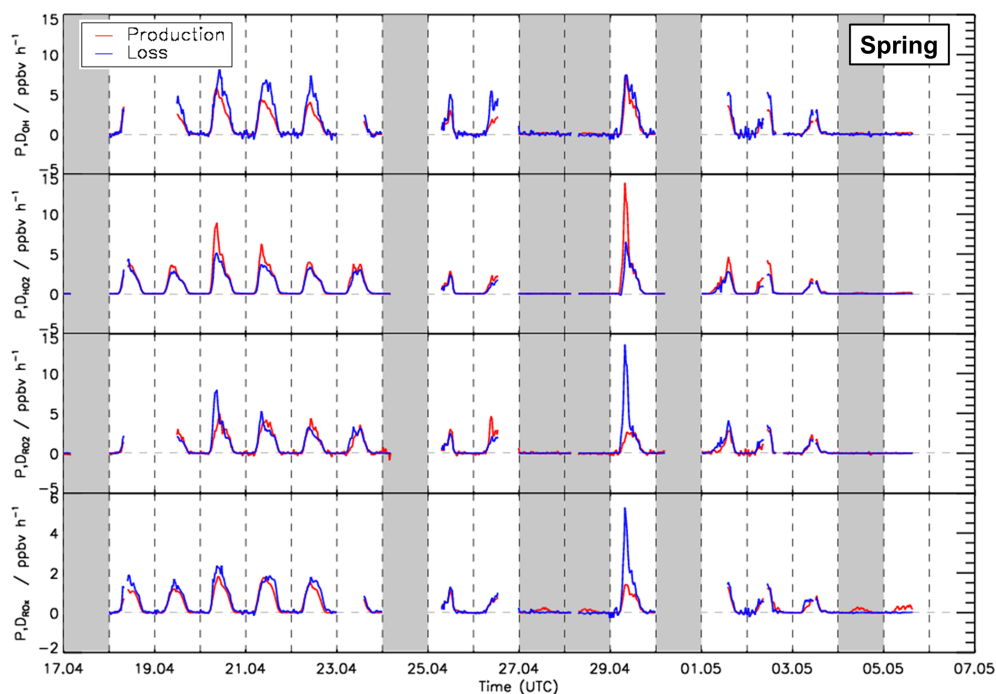 Production
Loss
Spring
15
10
5
0
-5
P,D_OH / ppbv h⁻¹
15
10
5
0
-5
P,D_HO2 / ppbv h⁻¹
15
10
5
0
-5
P,D_RO2 / ppbv h⁻¹
6
4
2
0
-2
P,D_ROx / ppbv h⁻¹
17.04 19.04 21.04 23.04 25.04 27.04 29.04 01.05 03.05 05.05 07.05
Time (UTC)